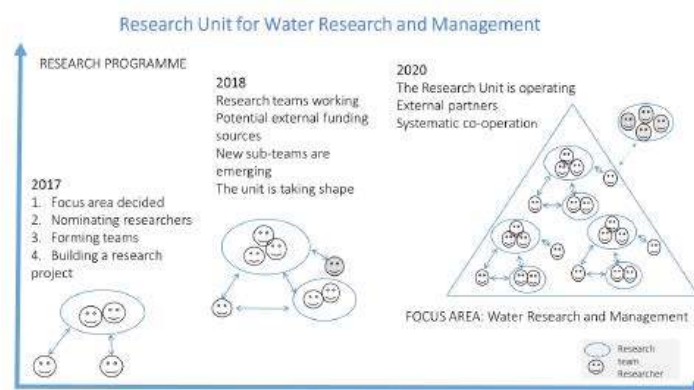 Research Unit for Water Research and Management
RESEARCH PROGRAMME
2017
1. Focus area decided
2. Nominating researchers
3. Forming teams
4. Building a research
project
2018
Research teams working
Potential external funding
sources
New sub-teams are
emerging
The unit is taking shape
2020
The Research Unit is operating
External partners
Systematic co-operation
FOCUS AREA: Water Research and Management
Research
team
Researcher